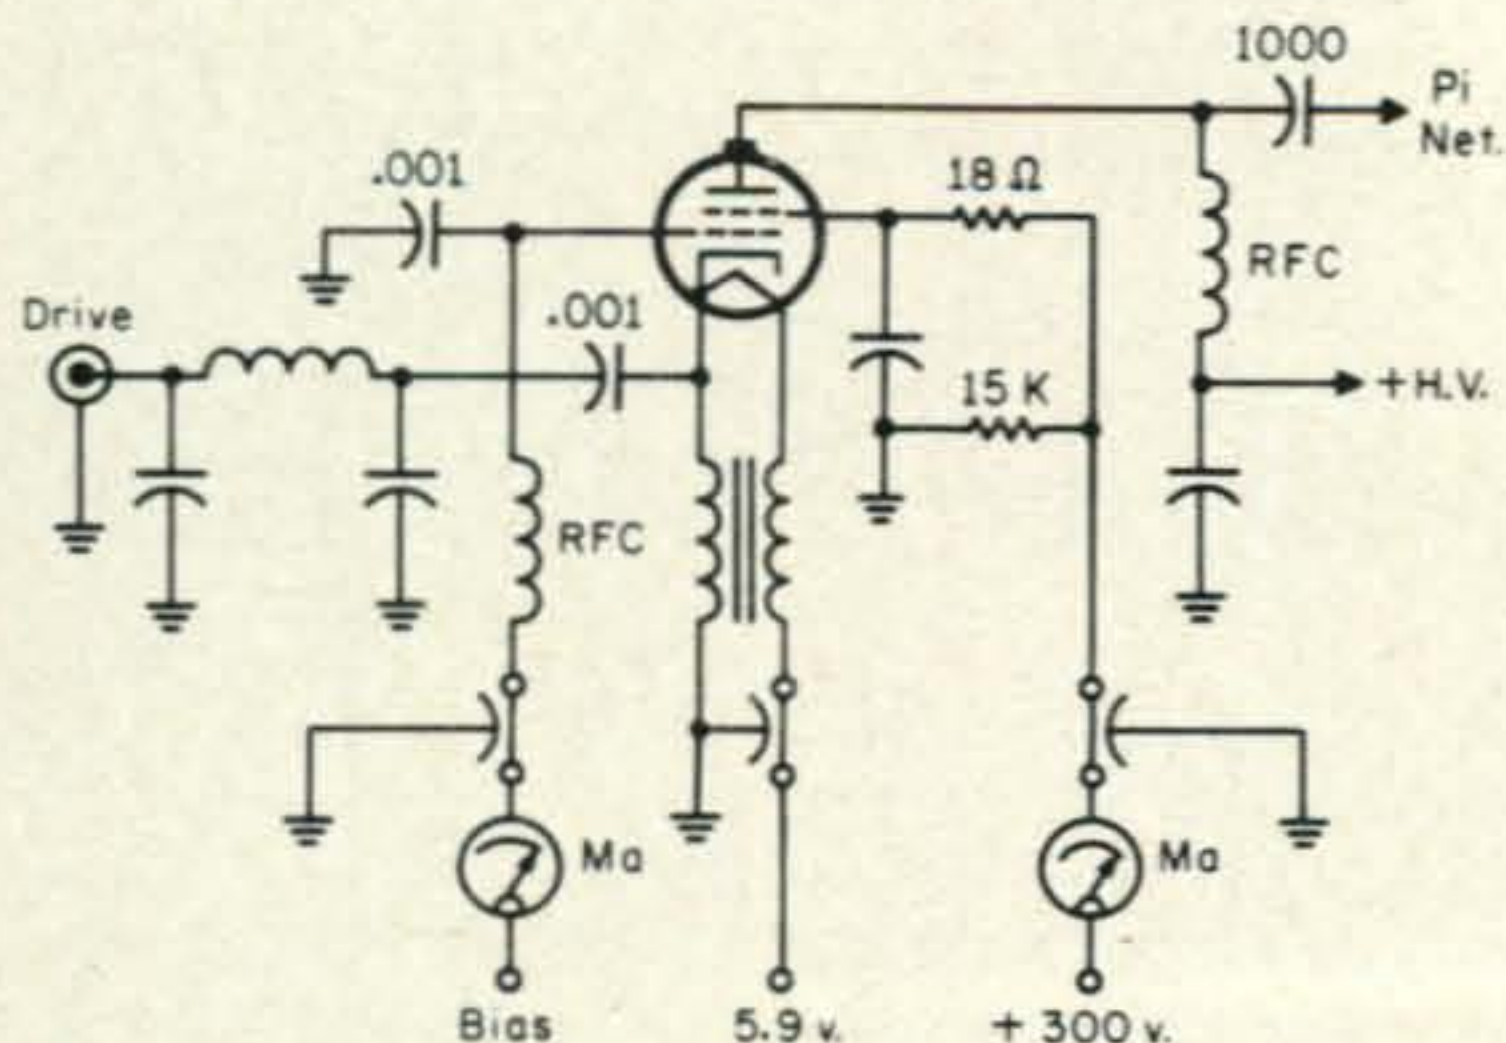 1000
Pi
Net.
.001
18 Ω
RFC
Drive
.001
15 K
+ H.V.
RFC
Ma
Ma
Bias
5.9 v.
+ 300 v.